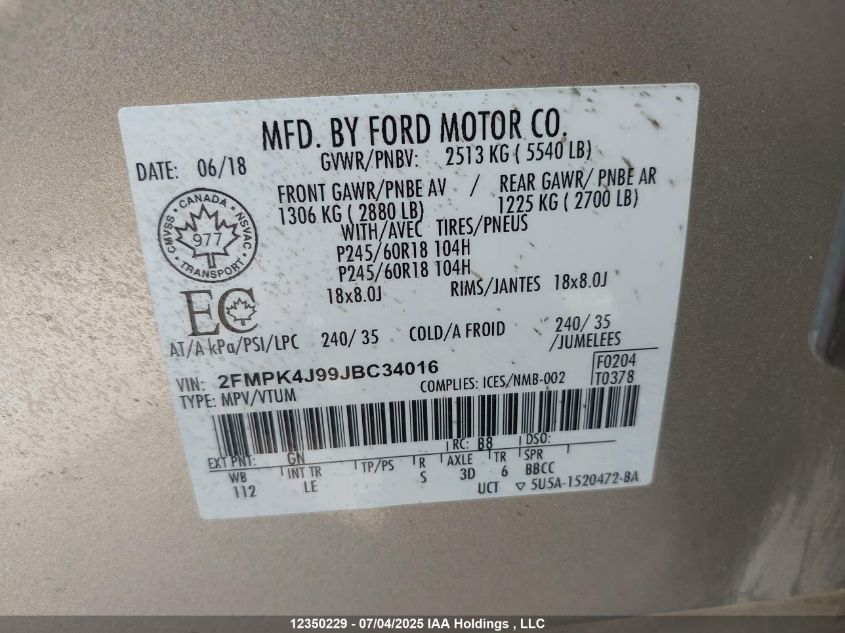 MFD. BY FORD MOTOR CO.
DATE: 06/18
GVWR/PNBV: 2513 KG ( 5540 LB)
FRONT GAWR/PNBE AV / REAR GAWR/ PNBE AR
1306 KG ( 2880 LB) 1225 KG ( 2700 LB)
WITH/AVEC TIRES/PNEUS
P245/60R18 104H
P245/60R18 104H
18x8.0J RIMS/JANTES 18x8.0J
CANADA
CMVSS NSVAC
977
TRANSPORT
EC
AT/A kPa/PSI/LPC 240/ 35 COLD/A FROID 240/ 35
/JUMELEES
VIN: 2FMPK4J99JBC34016
F0204
TYPE: MPV/VTUM COMPLIES: ICES/NMB-002 T0378
RC: B8 DSO:
EXT PNT: GN
WB INT TR TP/PS R AXLE TR SPR
112 LE S 3D 6 BBCC
UCT ▽ 5U5A-1520472-BA
12350229 - 07/04/2025 IAA Holdings , LLC